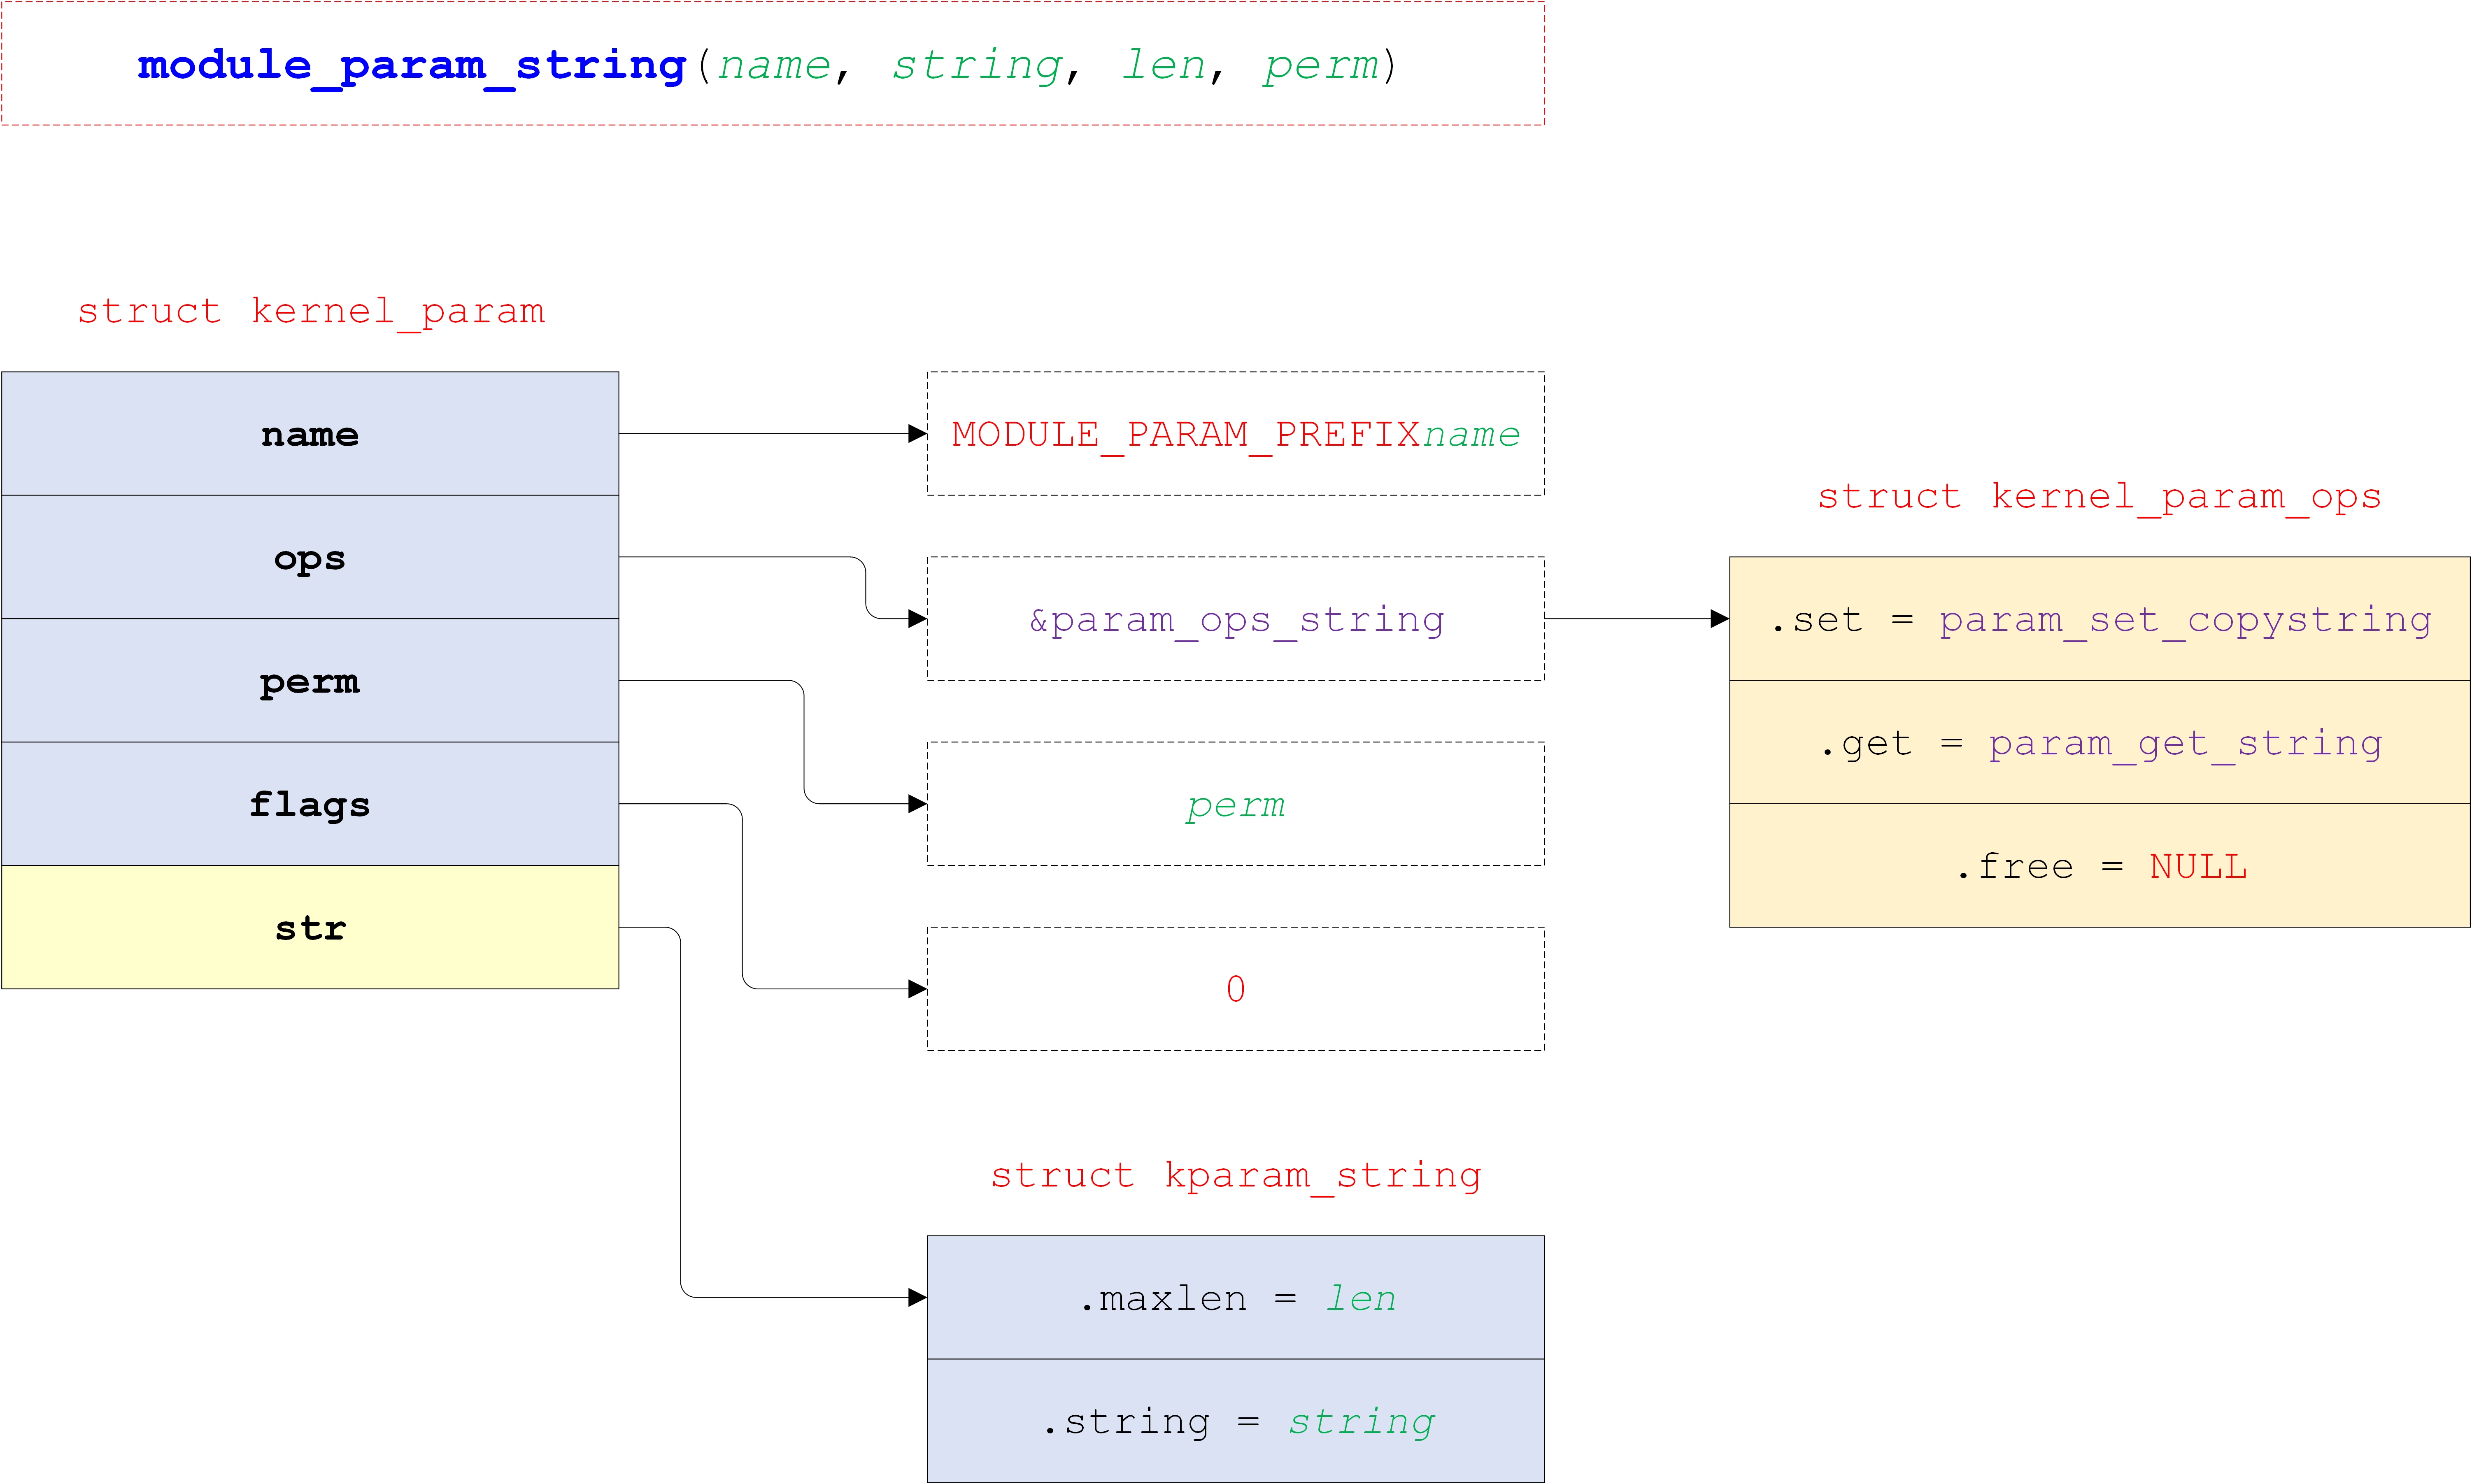 module_param_string(name, string, len, perm)
struct kernel_param
name
ops
perm
flags
str
MODULE_PARAM_PREFIXname
&param_ops_string
perm
0
struct kparam_string
.maxlen = len
.string = string
struct kernel_param_ops
.set = param_set_copystring
.get = param_get_string
.free = NULL